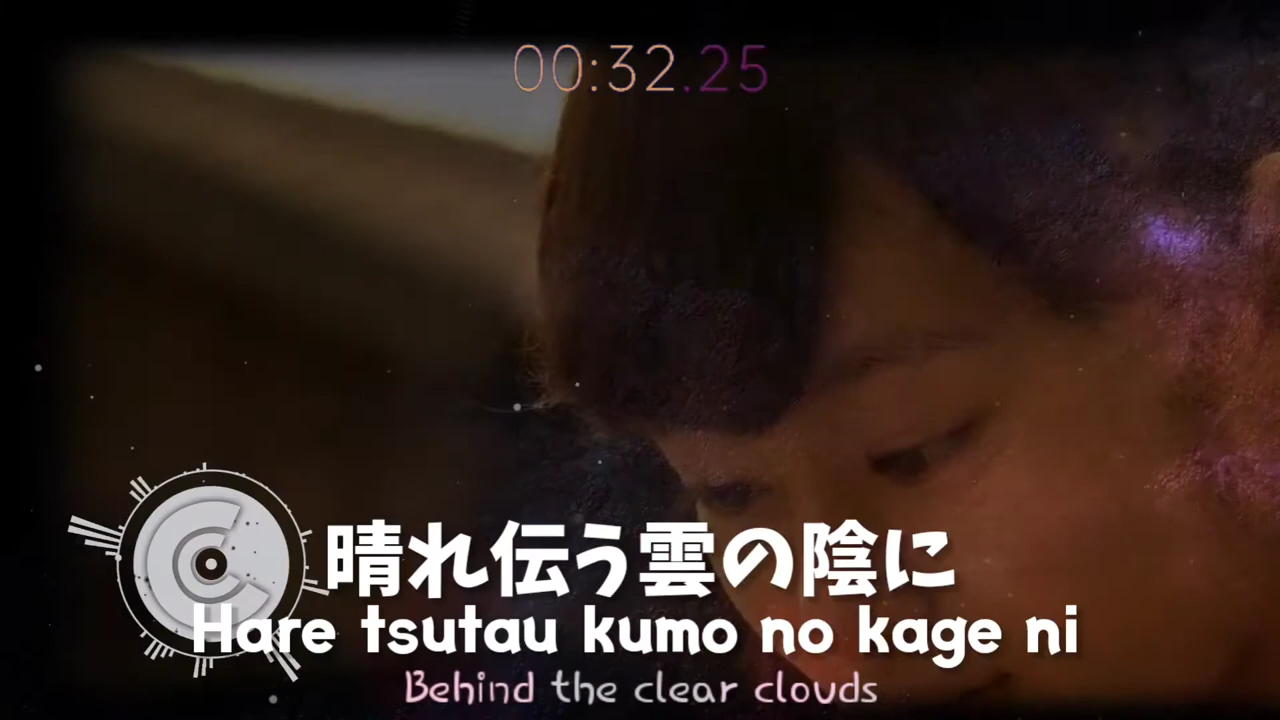 00:32.25
晴れ伝う雲の陰に
Hare tsutau kumo no kage ni
Behind the clear clouds